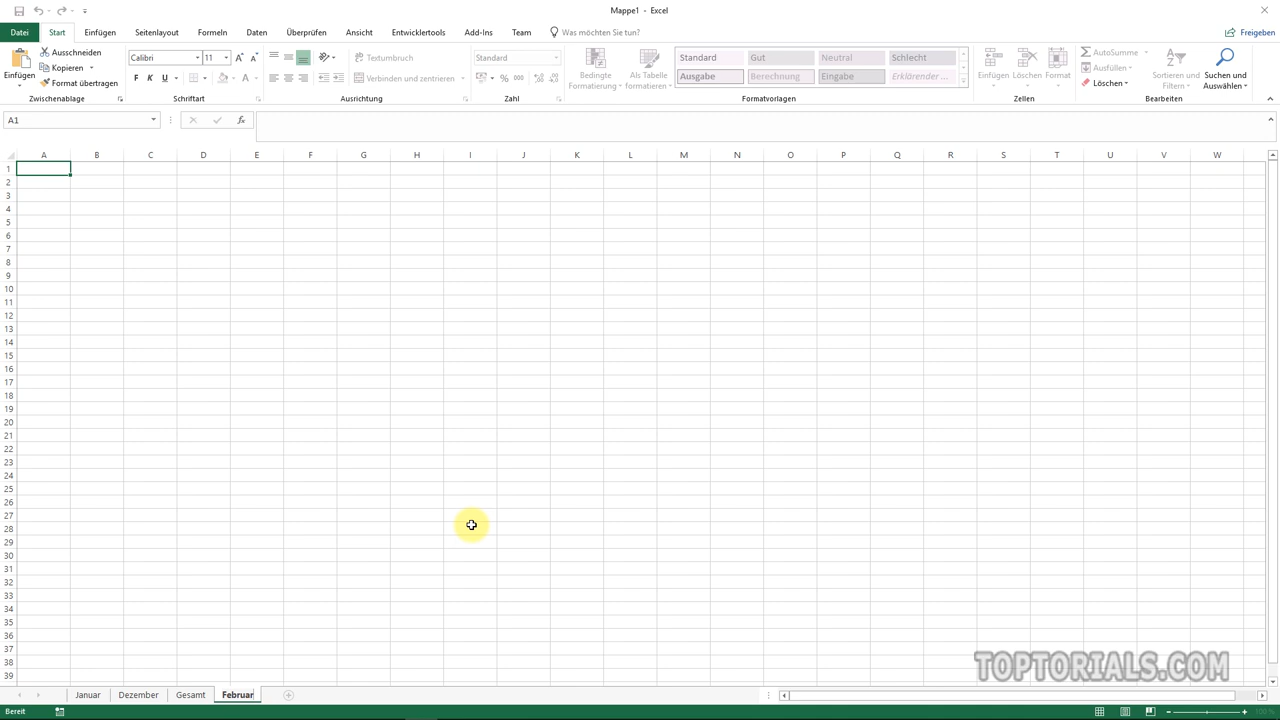 Mappe1 - Excel
Datei Start Einfügen Seitenlayout Formeln Daten Überprüfen Ansicht Entwicklertools Add-Ins Team Was möchten Sie tun? Freigeben
Einfügen
Ausschneiden
Kopieren
Format übertragen
Zwischenablage
Calibri 11
F K U
Schriftart
Textumbruch
Verbinden und zentrieren
Ausrichtung
Standard
% 000
Zahl
Bedingte Formatierung
Als Tabelle formatieren
Standard Gut Neutral Schlecht
Ausgabe Berechnung Eingabe Erklärender ...
Formatvorlagen
Einfügen Löschen Format
Zellen
AutoSumme
Ausfüllen
Löschen
Sortieren und Filtern
Suchen und Auswählen
Bearbeiten
A1 fx
A B C D E F G H I J K L M N O P Q R S T U V W
1
2
3
4
5
6
7
8
9
10
11
12
13
14
15
16
17
18
19
20
21
22
23
24
25
26
27
28
29
30
31
32
33
34
35
36
37
38
39
TOPTORIALS.COM
Januar Dezember Gesamt Februar
Bereit